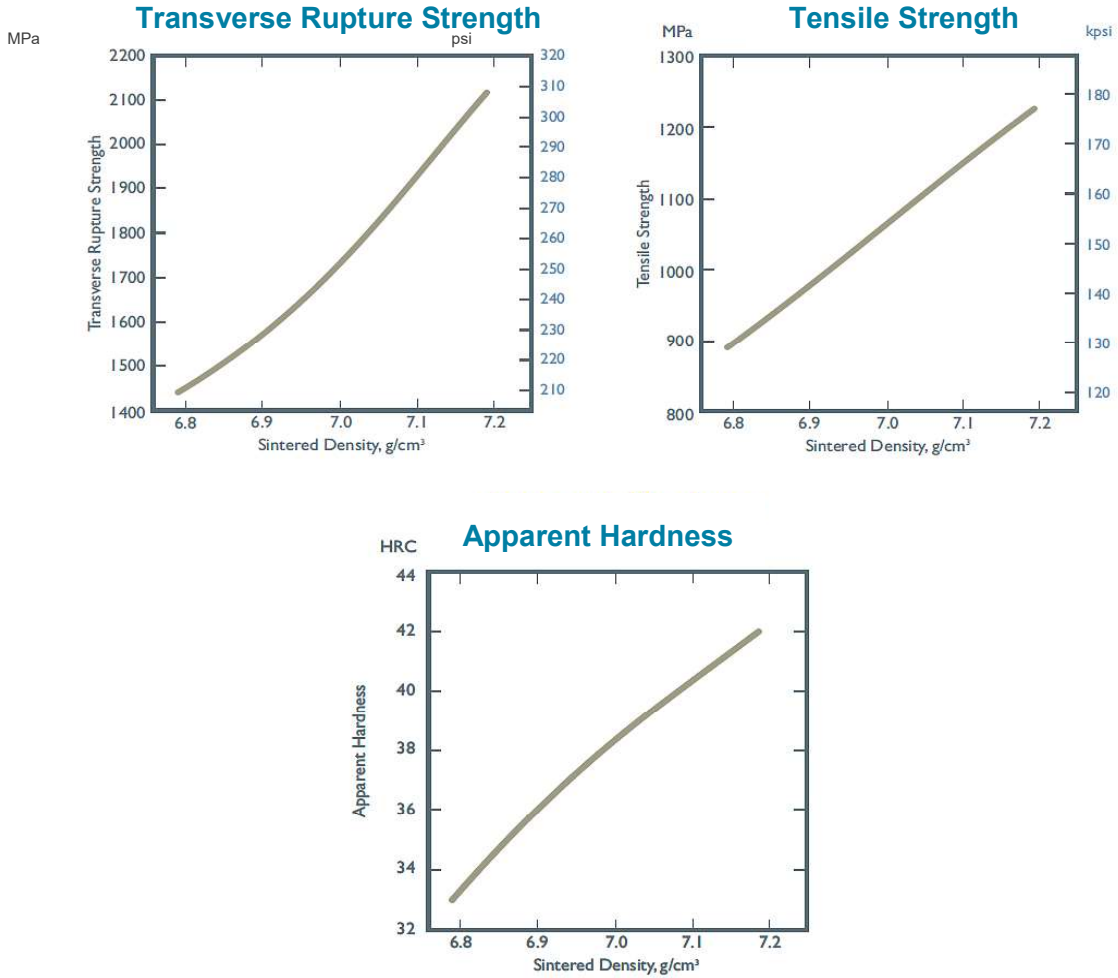 Transverse Rupture Strength
MPa
psi
2200
2100
2000
1900
1800
1700
1600
1500
1400
Transverse Rupture Strength
320
310
300
290
280
270
260
250
240
230
220
210
6.8 6.9 7.0 7.1 7.2
Sintered Density, g/cm³
Tensile Strength
MPa
kpsi
1300
1200
1100
1000
900
800
Tensile Strength
180
170
160
150
140
130
120
6.8 6.9 7.0 7.1 7.2
Sintered Density, g/cm³
Apparent Hardness
HRC
44
42
40
38
36
34
32
Apparent Hardness
6.8 6.9 7.0 7.1 7.2
Sintered Density, g/cm³